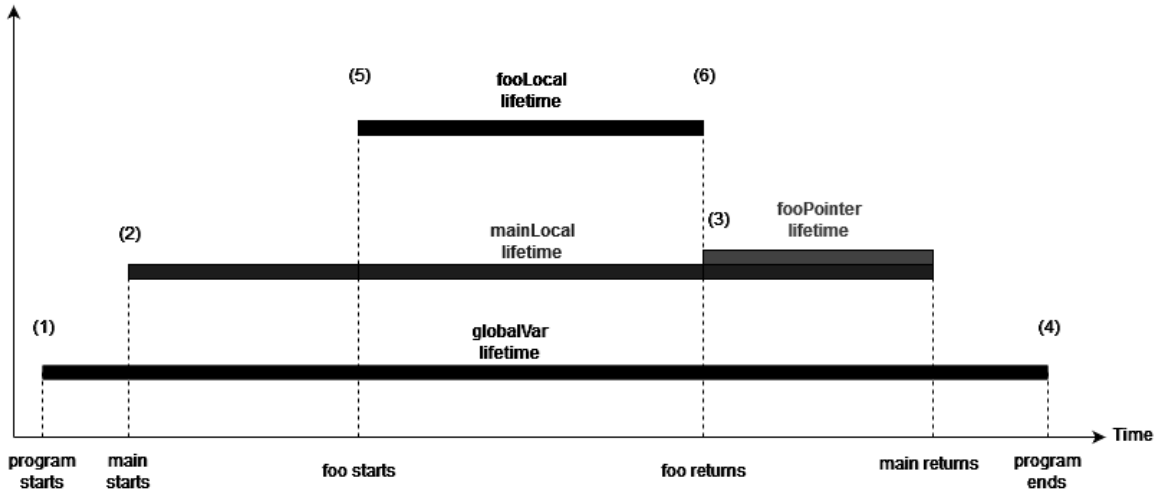 (5)
fooLocal
lifetime
(6)
(2)
mainLocal
lifetime
(3)
fooPointer
lifetime
(1)
globalVar
lifetime
(4)
Time
program
starts
main
starts
foo starts
foo returns
main returns
program
ends